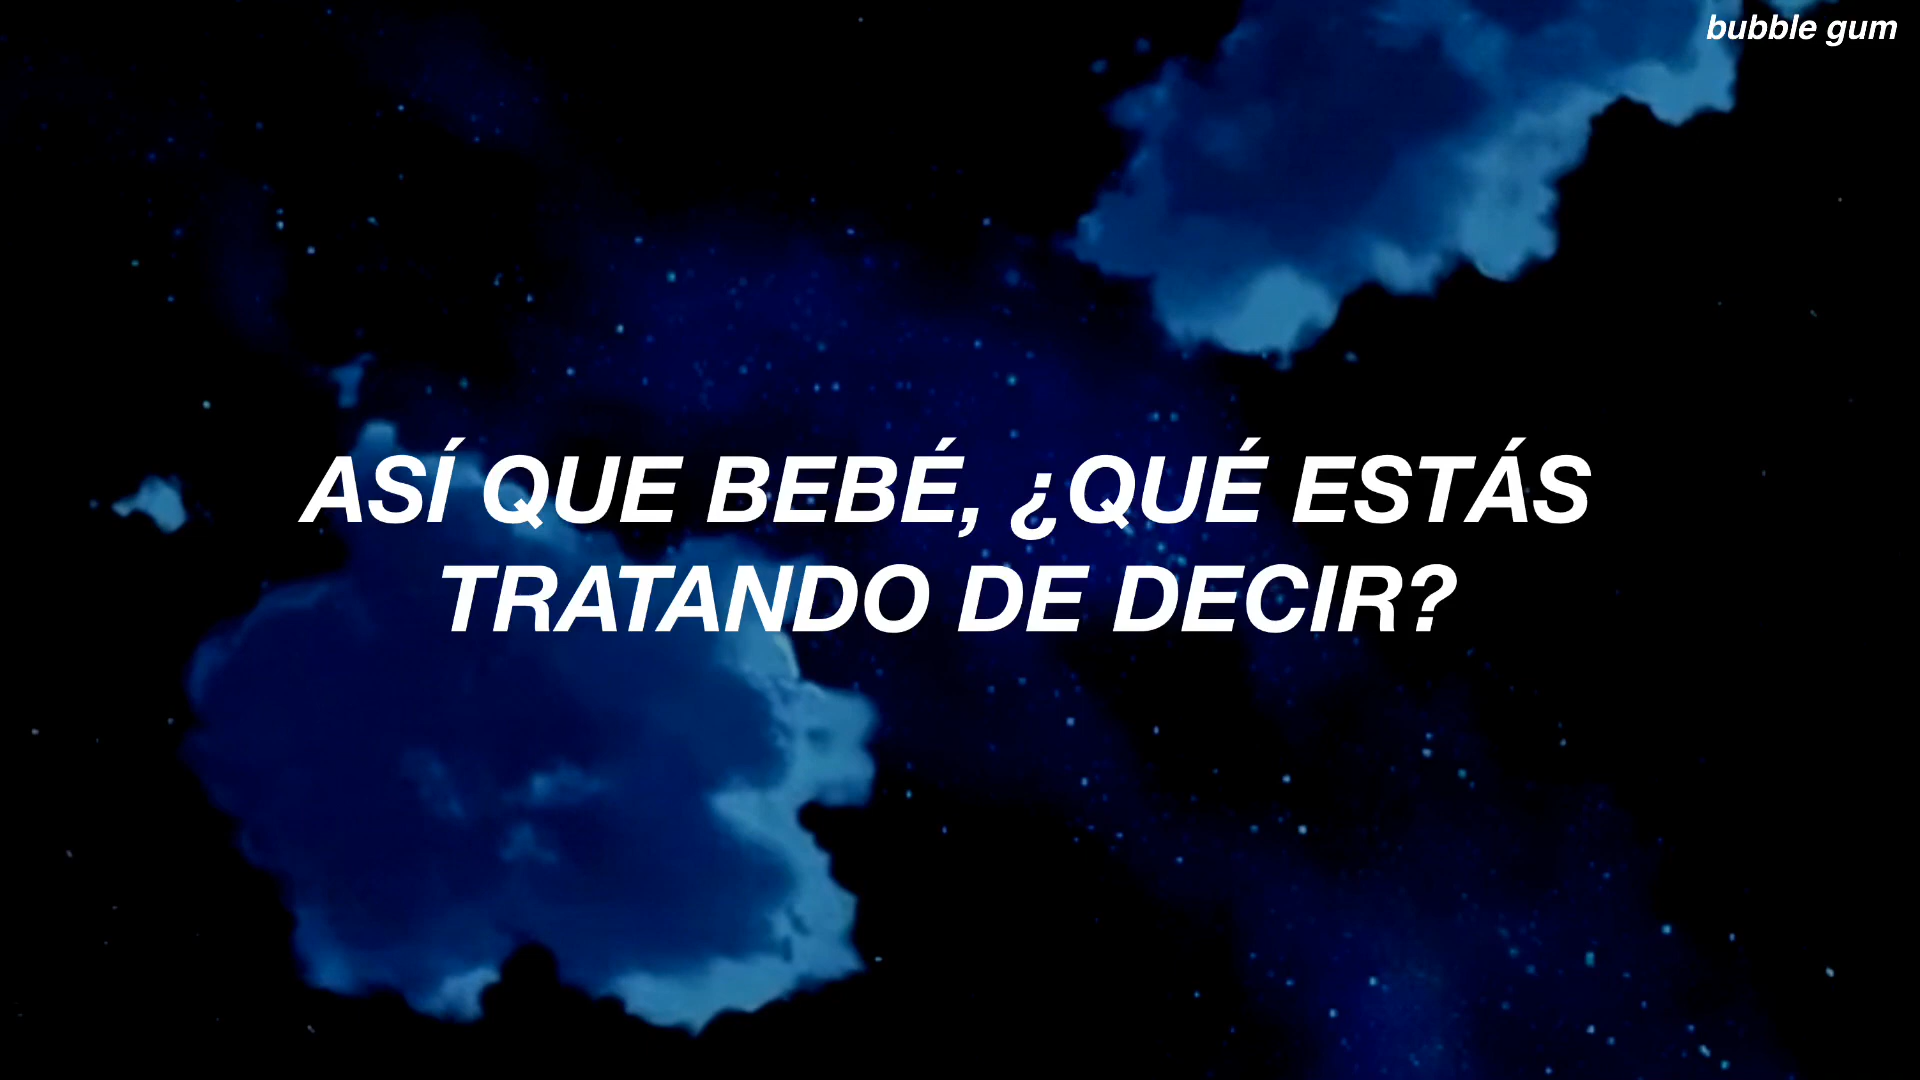 bubble gum
ASÍ QUE BEBÉ, ¿QUÉ ESTÁS
TRATANDO DE DECIR?